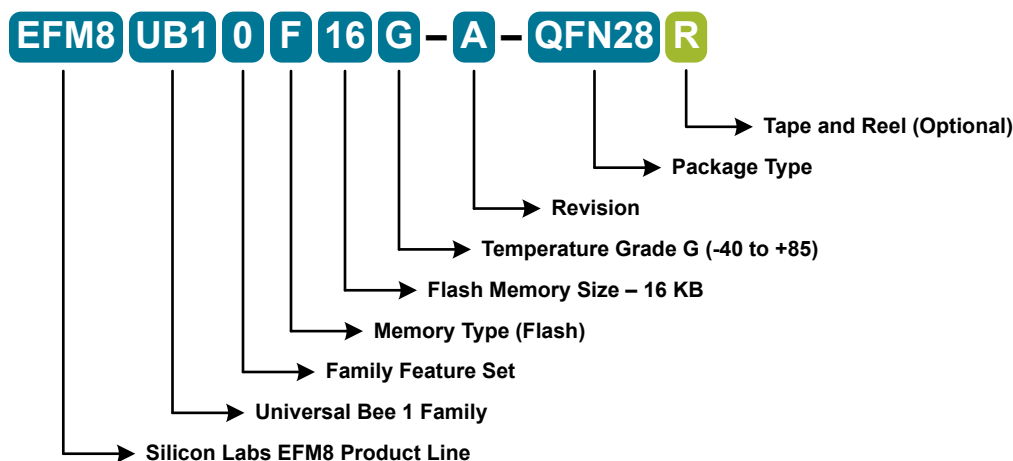 EFM8 UB1 0 F 16 G – A – QFN28 R
Tape and Reel (Optional)
Package Type
Revision
Temperature Grade G (-40 to +85)
Flash Memory Size – 16 KB
Memory Type (Flash)
Family Feature Set
Universal Bee 1 Family
Silicon Labs EFM8 Product Line